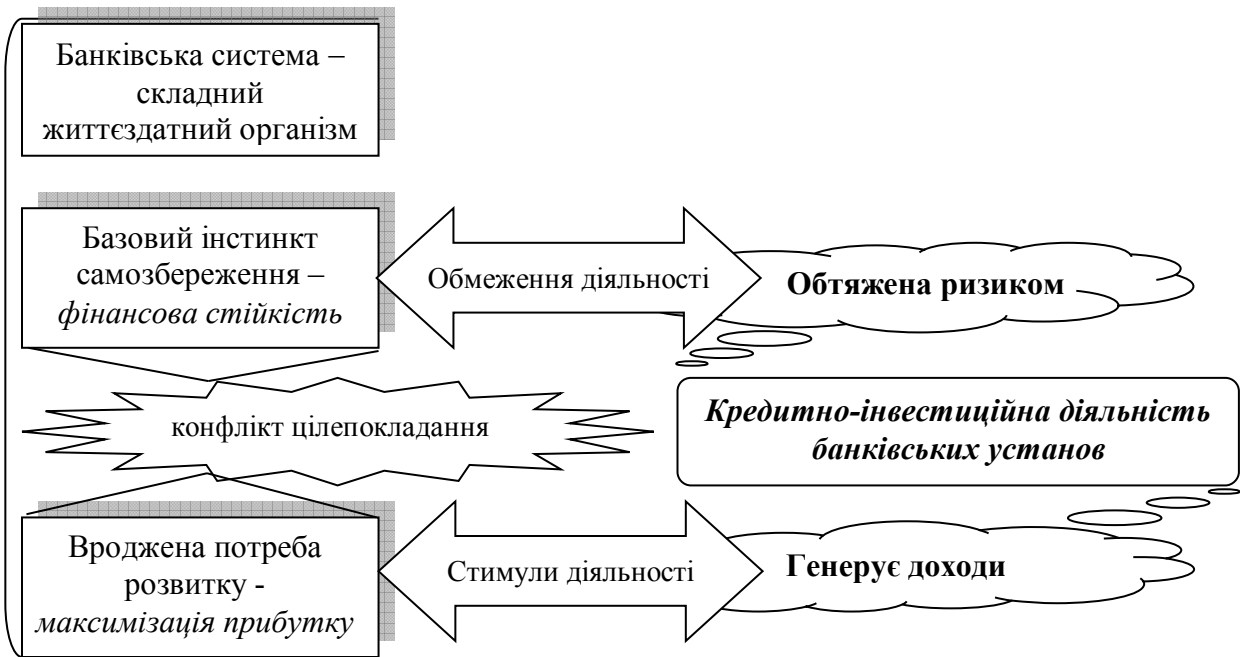 Банківська система –
складний
життєздатний організм
Базовий інстинкт
самозбереження –
фінансова стійкість
Обмеження діяльності
Обтяжена ризиком
конфлікт цілепокладання
Кредитно-інвестиційна діяльність
банківських установ
Вроджена потреба
розвитку -
максимізація прибутку
Стимули діяльності
Генерує доходи